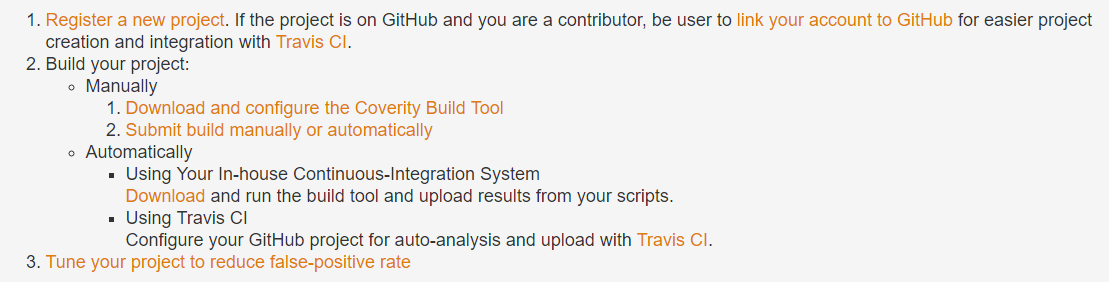 1. Register a new project. If the project is on GitHub and you are a contributor, be user to link your account to GitHub for easier project
creation and integration with Travis CI.
2. Build your project:
Manually
1. Download and configure the Coverity Build Tool
2. Submit build manually or automatically
Automatically
Using Your In-house Continuous-Integration System
Download and run the build tool and upload results from your scripts.
Using Travis CI
Configure your GitHub project for auto-analysis and upload with Travis CI.
3. Tune your project to reduce false-positive rate